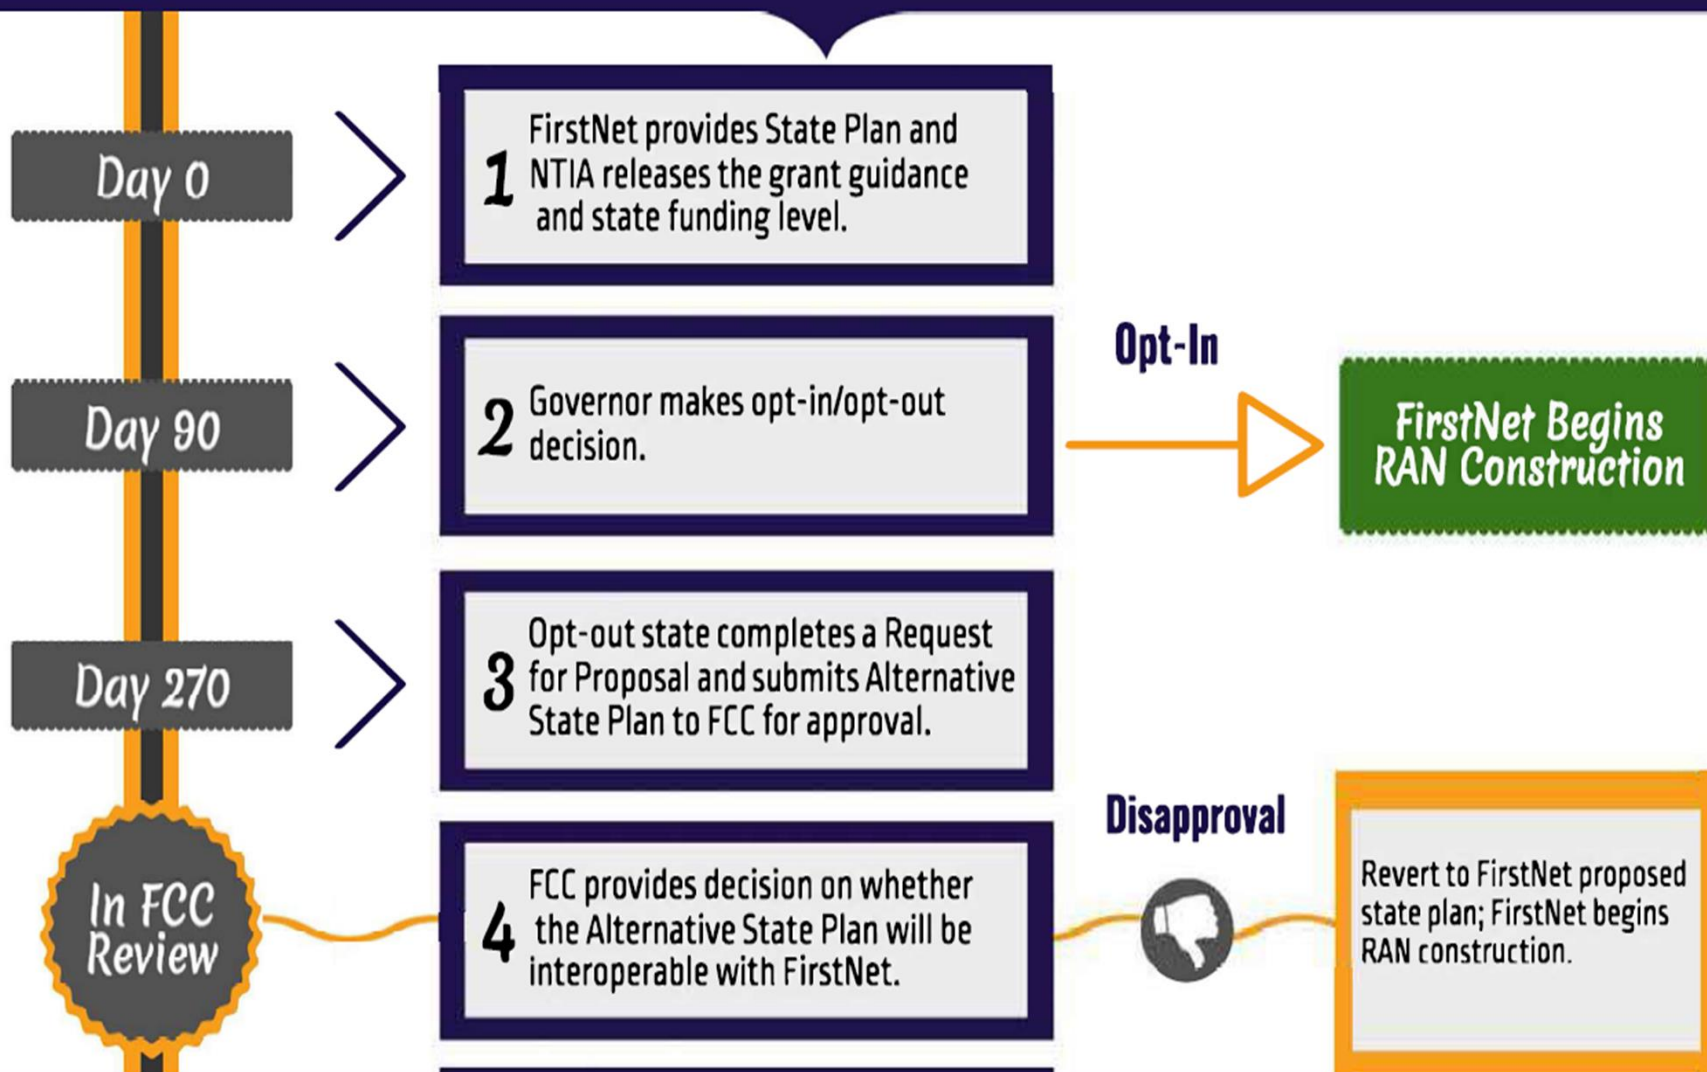 Day 0
1
FirstNet provides State Plan and
NTIA releases the grant guidance
and state funding level.
Day 90
2
Governor makes opt-in/opt-out
decision.
Opt-In
FirstNet Begins
RAN Construction
Day 270
3
Opt-out state completes a Request
for Proposal and submits Alternative
State Plan to FCC for approval.
In FCC
Review
4
FCC provides decision on whether
the Alternative State Plan will be
interoperable with FirstNet.
Disapproval
Revert to FirstNet proposed
state plan; FirstNet begins
RAN construction.